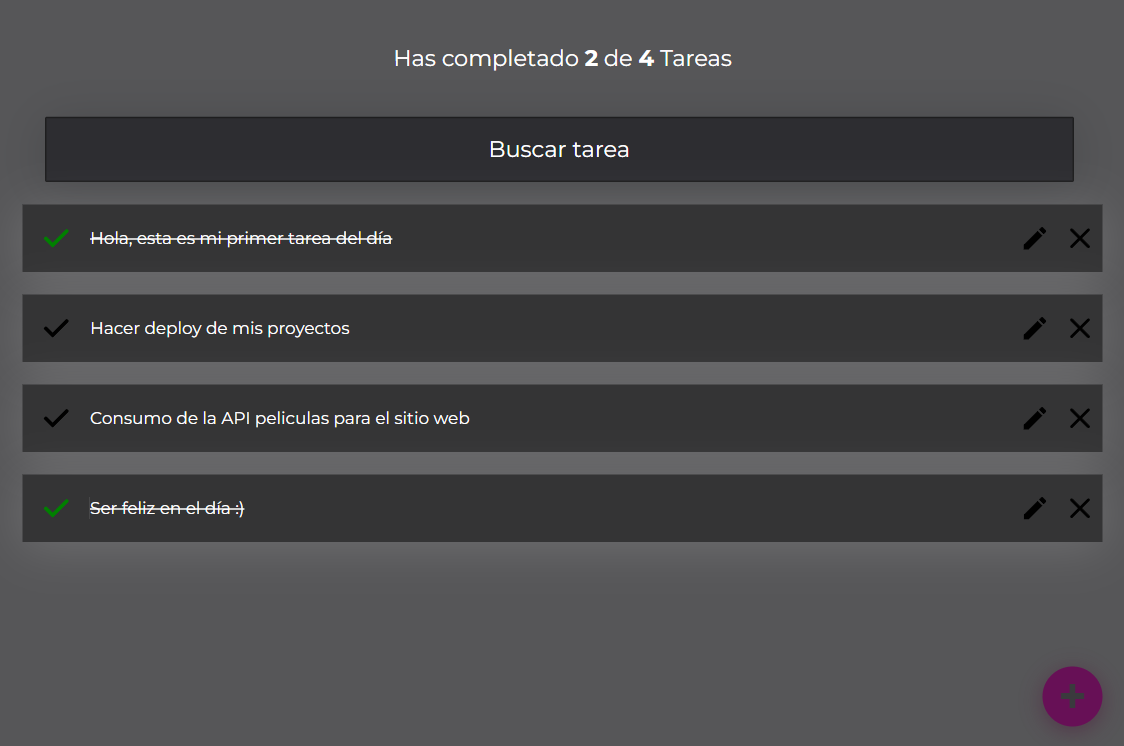 Has completado 2 de 4 Tareas
Buscar tarea
Hola, esta es mi primer tarea del día
Hacer deploy de mis proyectos
Consumo de la API peliculas para el sitio web
Ser feliz en el día :)